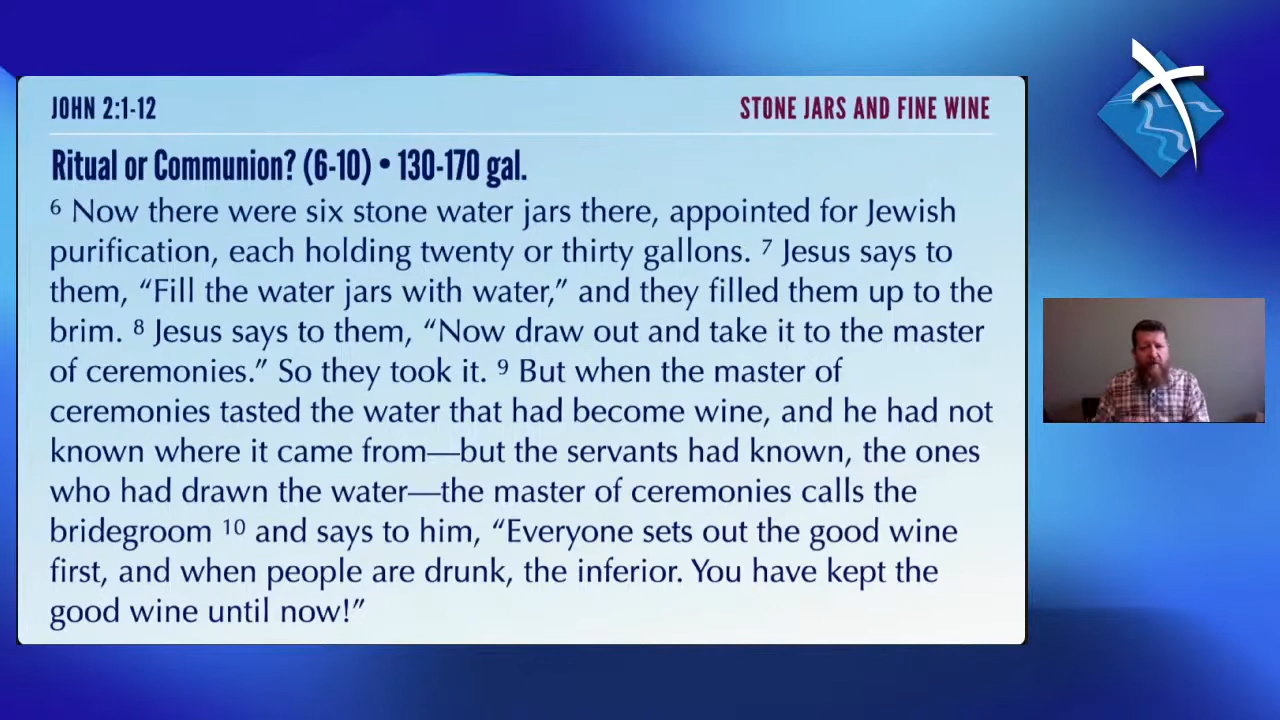 JOHN 2:1-12
STONE JARS AND FINE WINE
Ritual or Communion? (6-10) • 130-170 gal.
⁶ Now there were six stone water jars there, appointed for Jewish
purification, each holding twenty or thirty gallons. ⁷ Jesus says to
them, “Fill the water jars with water,” and they filled them up to the
brim. ⁸ Jesus says to them, “Now draw out and take it to the master
of ceremonies.” So they took it. ⁹ But when the master of
ceremonies tasted the water that had become wine, and he had not
known where it came from—but the servants had known, the ones
who had drawn the water—the master of ceremonies calls the
bridegroom ¹⁰ and says to him, “Everyone sets out the good wine
first, and when people are drunk, the inferior. You have kept the
good wine until now!”